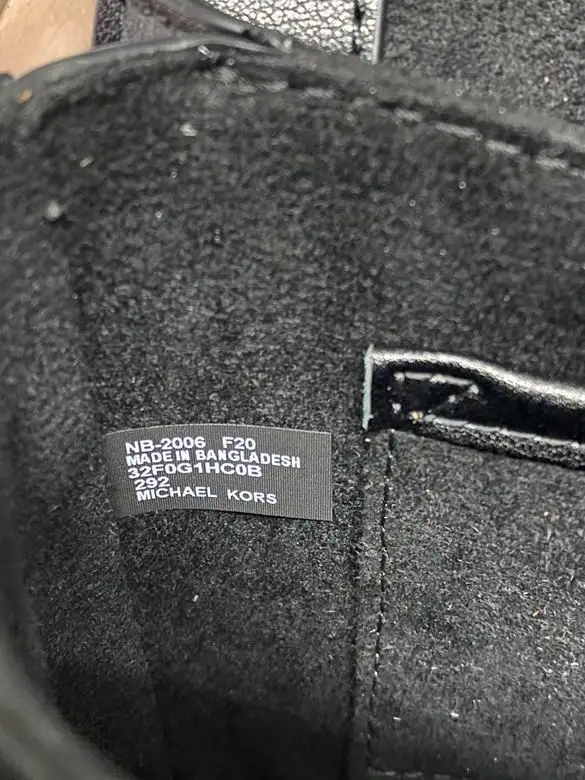 NB-2006 F20
MADE IN BANGLADESH
32F0G1HC0B
292
MICHAEL KORS